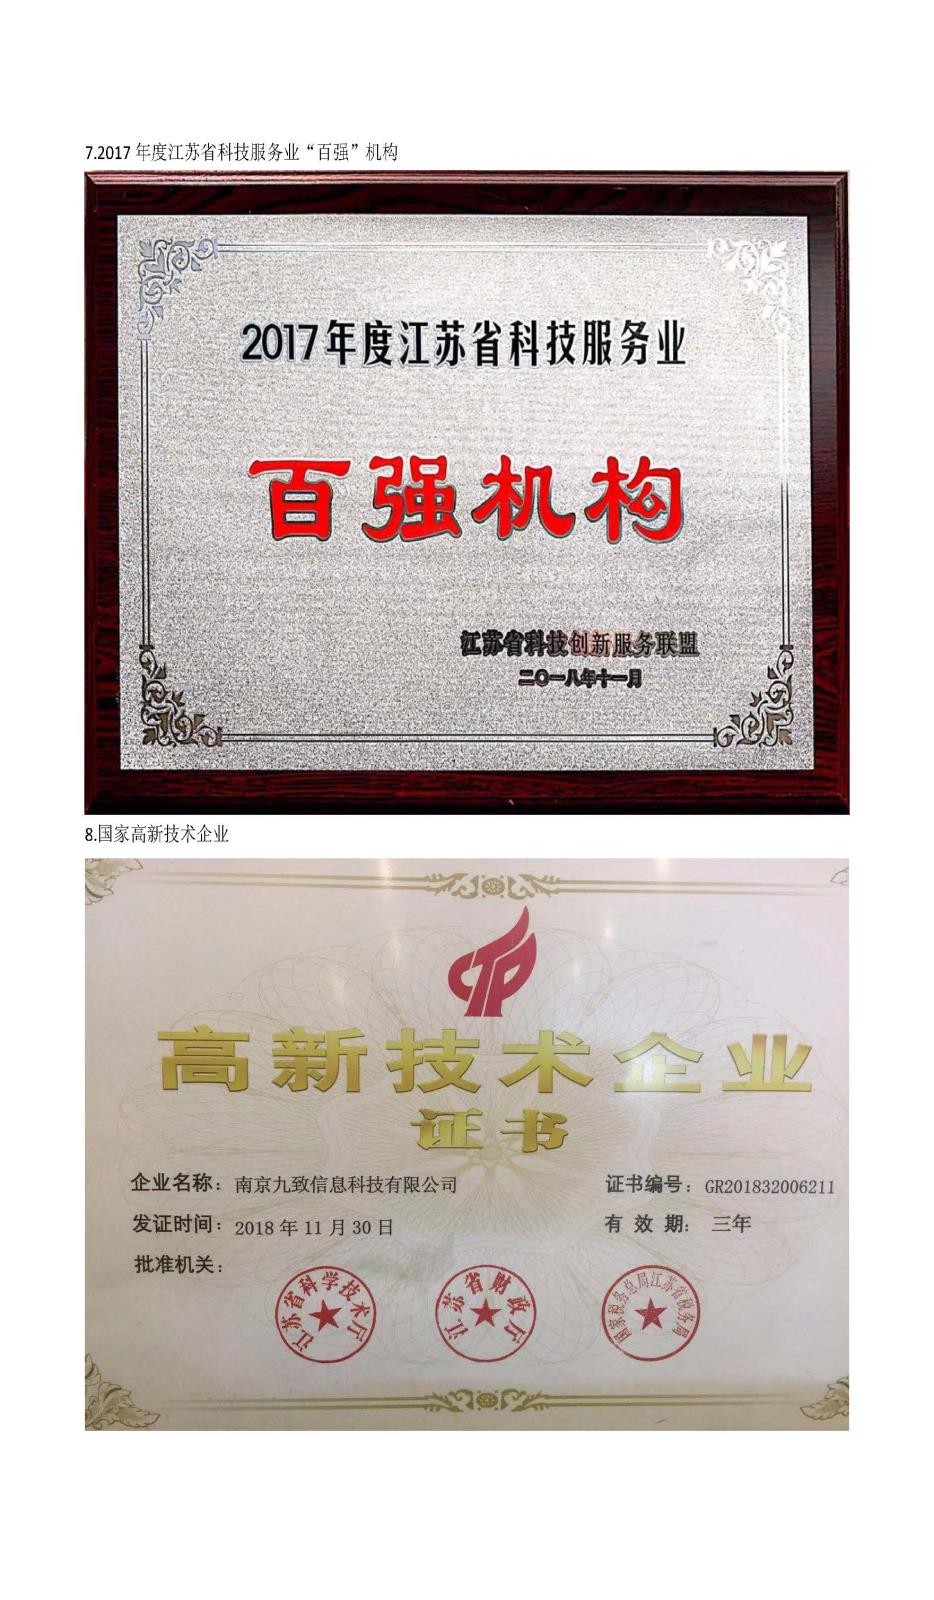 7.2017 年度江苏省科技服务业“百强”机构
2017年度江苏省科技服务业
百强机构
江苏省科技创新服务联盟
二〇一八年十一月
8.国家高新技术企业
高新技术企业
证书
企业名称：南京九致信息科技有限公司
证书编号：GR201832006211
发证时间：2018 年 11 月 30 日
有 效 期： 三年
批准机关：
江苏省科学技术厅
江苏省财政厅
国家税务总局江苏省税务局